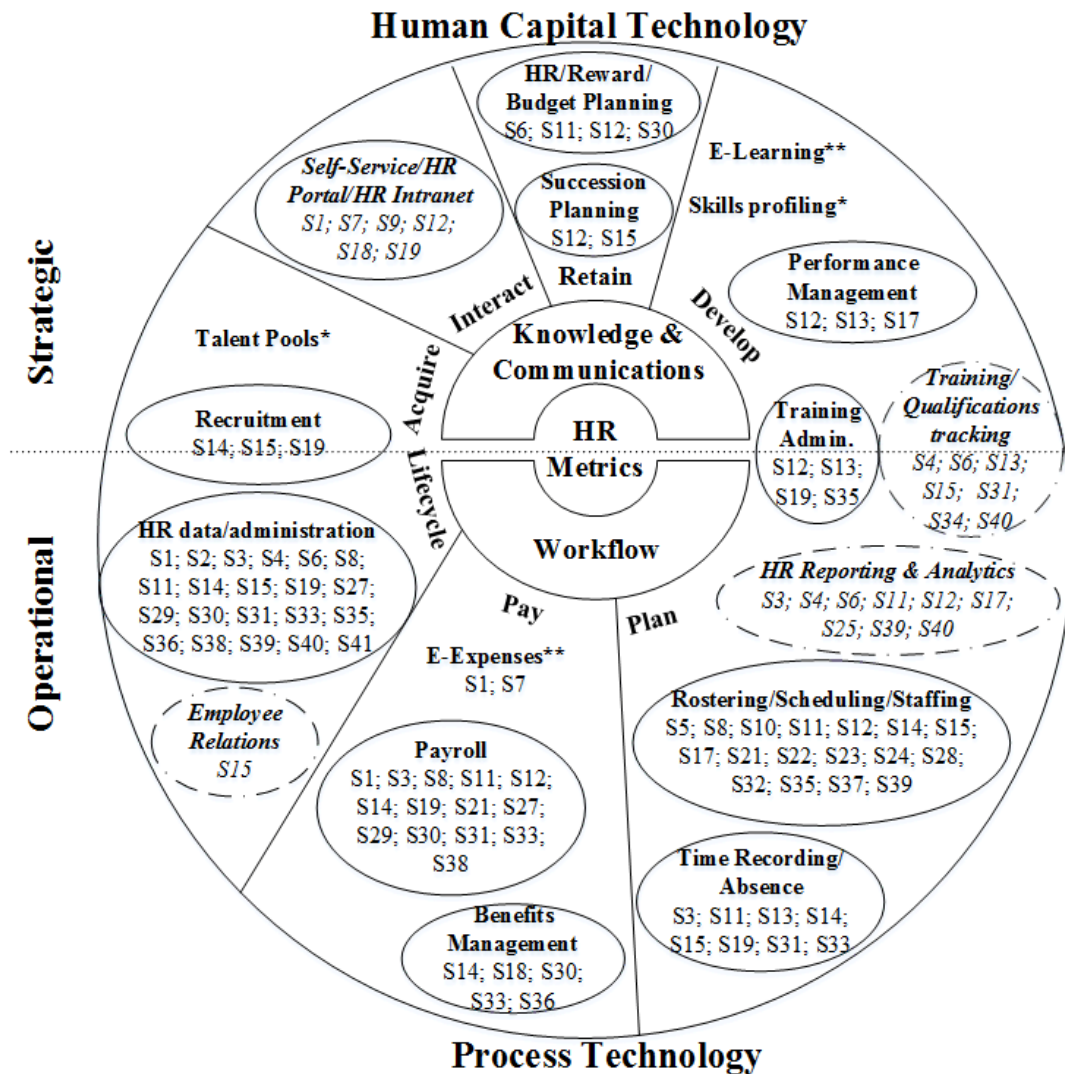 Human Capital Technology
HR/Reward/
Budget Planning
S6; S11; S12; S30
Self-Service/HR
Portal/HR Intranet
S1; S7; S9; S12;
S18; S19
Succession
Planning
S12; S15
E-Learning**
Skills profiling*
Performance
Management
S12; S13; S17
Interact
Retain
Develop
Strategic
Talent Pools*
Acquire
Knowledge &
Communications
Recruitment
S14; S15; S19
HR
Metrics
Training
Admin.
S12; S13;
S19; S35
Training/
Qualifications
tracking
S4; S6; S13;
S15; S31;
S34; S40
Lifecycle
Workflow
Operational
HR data/administration
S1; S2; S3; S4; S6; S8;
S11; S14; S15; S19; S27;
S29; S30; S31; S33; S35;
S36; S38; S39; S40; S41
HR Reporting & Analytics
S3; S4; S6; S11; S12; S17;
S25; S39; S40
Pay
Plan
E-Expenses**
S1; S7
Employee
Relations
S15
Rostering/Scheduling/Staffing
S5; S8; S10; S11; S12; S14; S15;
S17; S21; S22; S23; S24; S28;
S32; S35; S37; S39
Payroll
S1; S3; S8; S11; S12;
S14; S19; S21; S27;
S29; S30; S31; S33;
S38
Time Recording/
Absence
S3; S11; S13; S14;
S15; S19; S31; S33
Benefits
Management
S14; S18; S30;
S33; S36
Process Technology